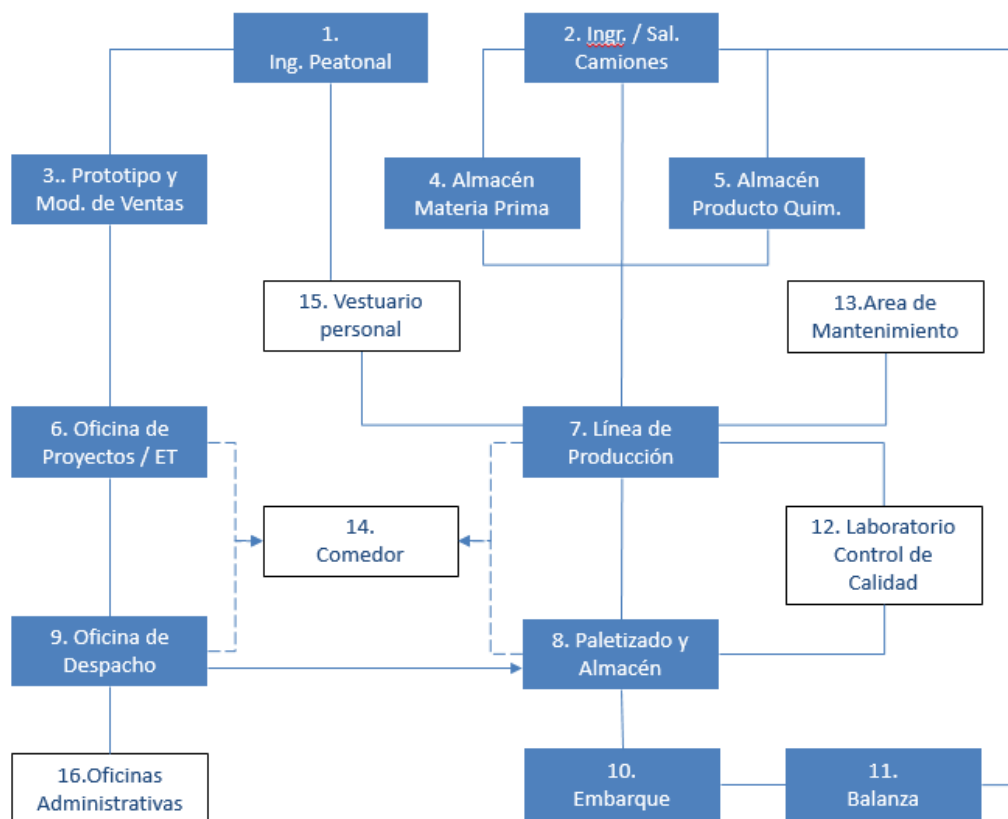 1.
Ing. Peatonal
2. Ingr. / Sal.
Camiones
3.. Prototipo y
Mod. de Ventas
4. Almacén
Materia Prima
5. Almacén
Producto Quim.
15. Vestuario
personal
13.Area de
Mantenimiento
6. Oficina de
Proyectos / ET
7. Línea de
Producción
14.
Comedor
12. Laboratorio
Control de
Calidad
9. Oficina de
Despacho
8. Paletizado y
Almacén
16.Oficinas
Administrativas
10.
Embarque
11.
Balanza